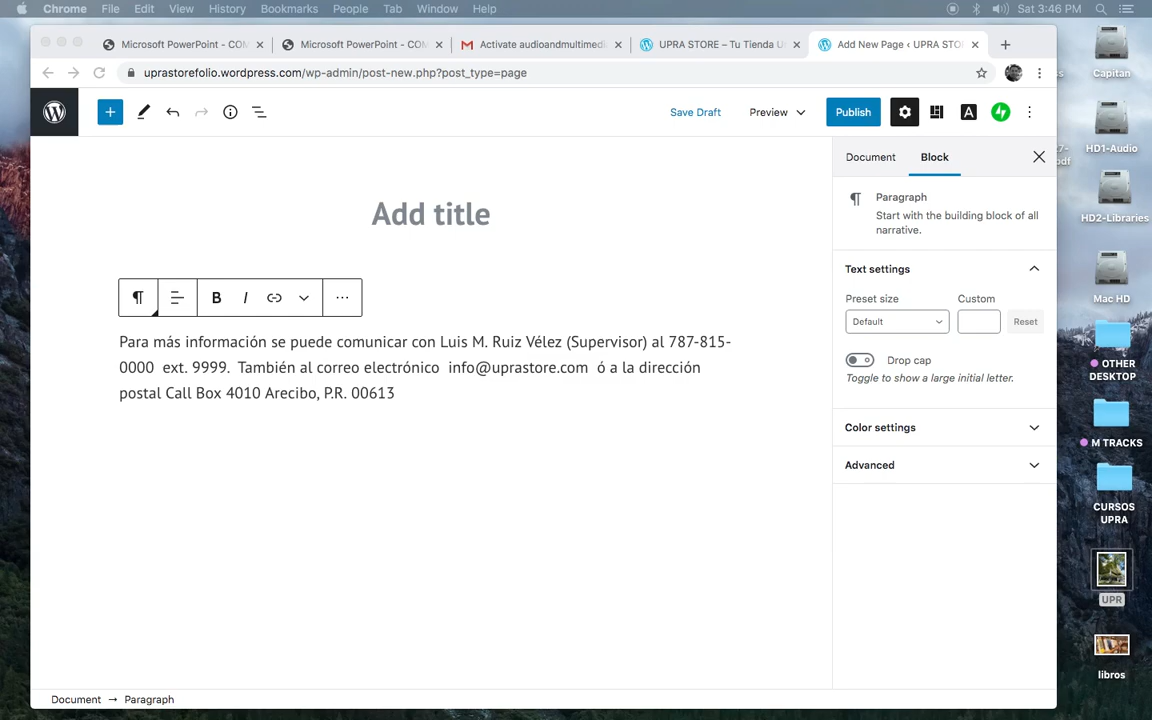 Chrome File Edit View History Bookmarks People Tab Window Help Sat 3:46 PM
Microsoft PowerPoint - COM
Microsoft PowerPoint - COM
Activate audioandmultimedi
UPRA STORE – Tu Tienda U
Add New Page ‹ UPRA STO
uprastorefolio.wordpress.com/wp-admin/post-new.php?post_type=page
Save Draft Preview Publish A
Document Block
Paragraph
Start with the building block of all
narrative.
Add title
Text settings
Preset size Custom
Default Reset
B I
Para más información se puede comunicar con Luis M. Ruiz Vélez (Supervisor) al 787-815-
0000 ext. 9999. También al correo electrónico info@uprastore.com ó a la dirección
postal Call Box 4010 Arecibo, P.R. 00613
Drop cap
Toggle to show a large initial letter.
Color settings
Advanced
Document → Paragraph
Capitan
HD1-Audio
HD2-Libraries
Mac HD
OTHER
DESKTOP
M TRACKS
CURSOS
UPRA
UPR
libros